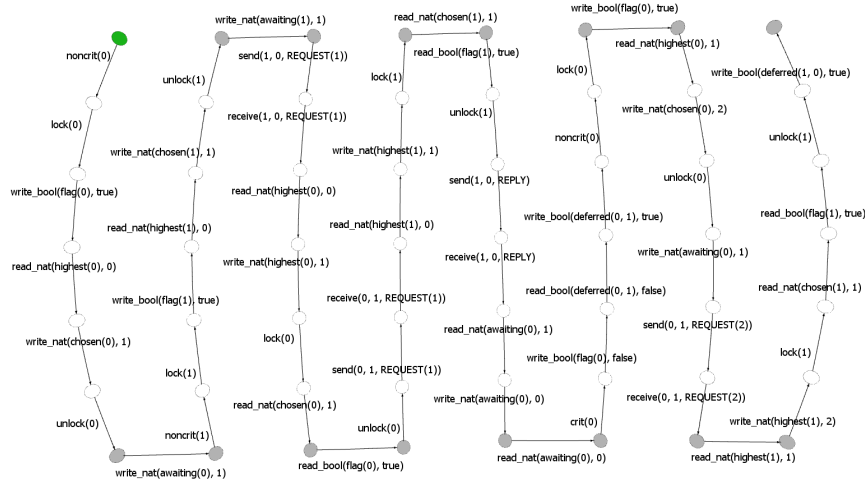 noncrit(0)
lock(0)
write_bool(flag(0), true)
read_nat(highest(0), 0)
write_nat(chosen(0), 1)
unlock(0)
write_nat(awaiting(0), 1)
noncrit(1)
lock(1)
write_bool(flag(1), true)
read_nat(highest(1), 0)
write_nat(chosen(1), 1)
unlock(1)
write_nat(awaiting(1), 1)
send(1, 0, REQUEST(1))
receive(1, 0, REQUEST(1))
read_nat(highest(0), 0)
write_nat(highest(0), 1)
lock(0)
read_nat(chosen(0), 1)
read_bool(flag(0), true)
unlock(0)
send(0, 1, REQUEST(1))
receive(0, 1, REQUEST(1))
read_nat(highest(1), 0)
write_nat(highest(1), 1)
lock(1)
read_nat(chosen(1), 1)
read_bool(flag(1), true)
unlock(1)
send(1, 0, REPLY)
receive(1, 0, REPLY)
read_nat(awaiting(0), 1)
write_nat(awaiting(0), 0)
read_nat(awaiting(0), 0)
crit(0)
write_bool(flag(0), false)
read_bool(deferred(0, 1), false)
write_bool(deferred(0, 1), true)
noncrit(0)
lock(0)
write_bool(flag(0), true)
read_nat(highest(0), 1)
write_nat(chosen(0), 2)
unlock(0)
write_nat(awaiting(0), 1)
send(0, 1, REQUEST(2))
receive(0, 1, REQUEST(2))
read_nat(highest(1), 1)
write_nat(highest(1), 2)
lock(1)
read_nat(chosen(1), 1)
read_bool(flag(1), true)
unlock(1)
write_bool(deferred(1, 0), true)